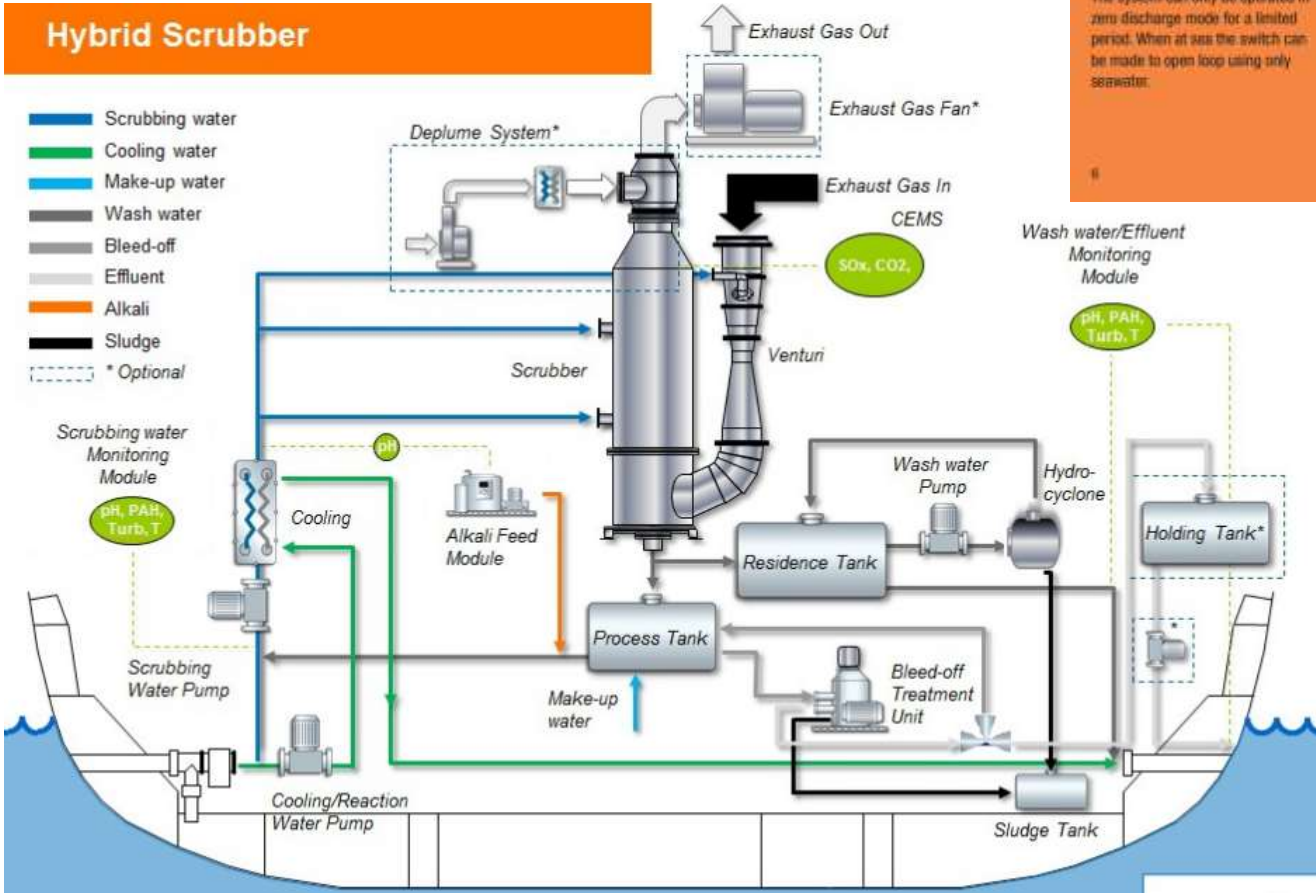 Hybrid Scrubber
Exhaust Gas Out
zero discharge mode for a limited
period. When at sea the switch can
be made to open loop using only
seawater.
6
Scrubbing water
Cooling water
Make-up water
Wash water
Bleed-off
Effluent
Alkali
Sludge
* Optional
Deplume System*
Exhaust Gas Fan*
Exhaust Gas In
CEMS
SOx, CO2,
Wash water/Effluent
Monitoring
Module
pH, PAH,
Turb, T
Scrubber
Venturi
Scrubbing water
Monitoring
Module
pH, PAH,
Turb, T
pH
Cooling
Alkali Feed
Module
Wash water
Pump
Hydro-
cyclone
Holding Tank*
Residence Tank
Process Tank
*
Scrubbing
Water Pump
Make-up
water
Bleed-off
Treatment
Unit
Cooling/Reaction
Water Pump
Sludge Tank